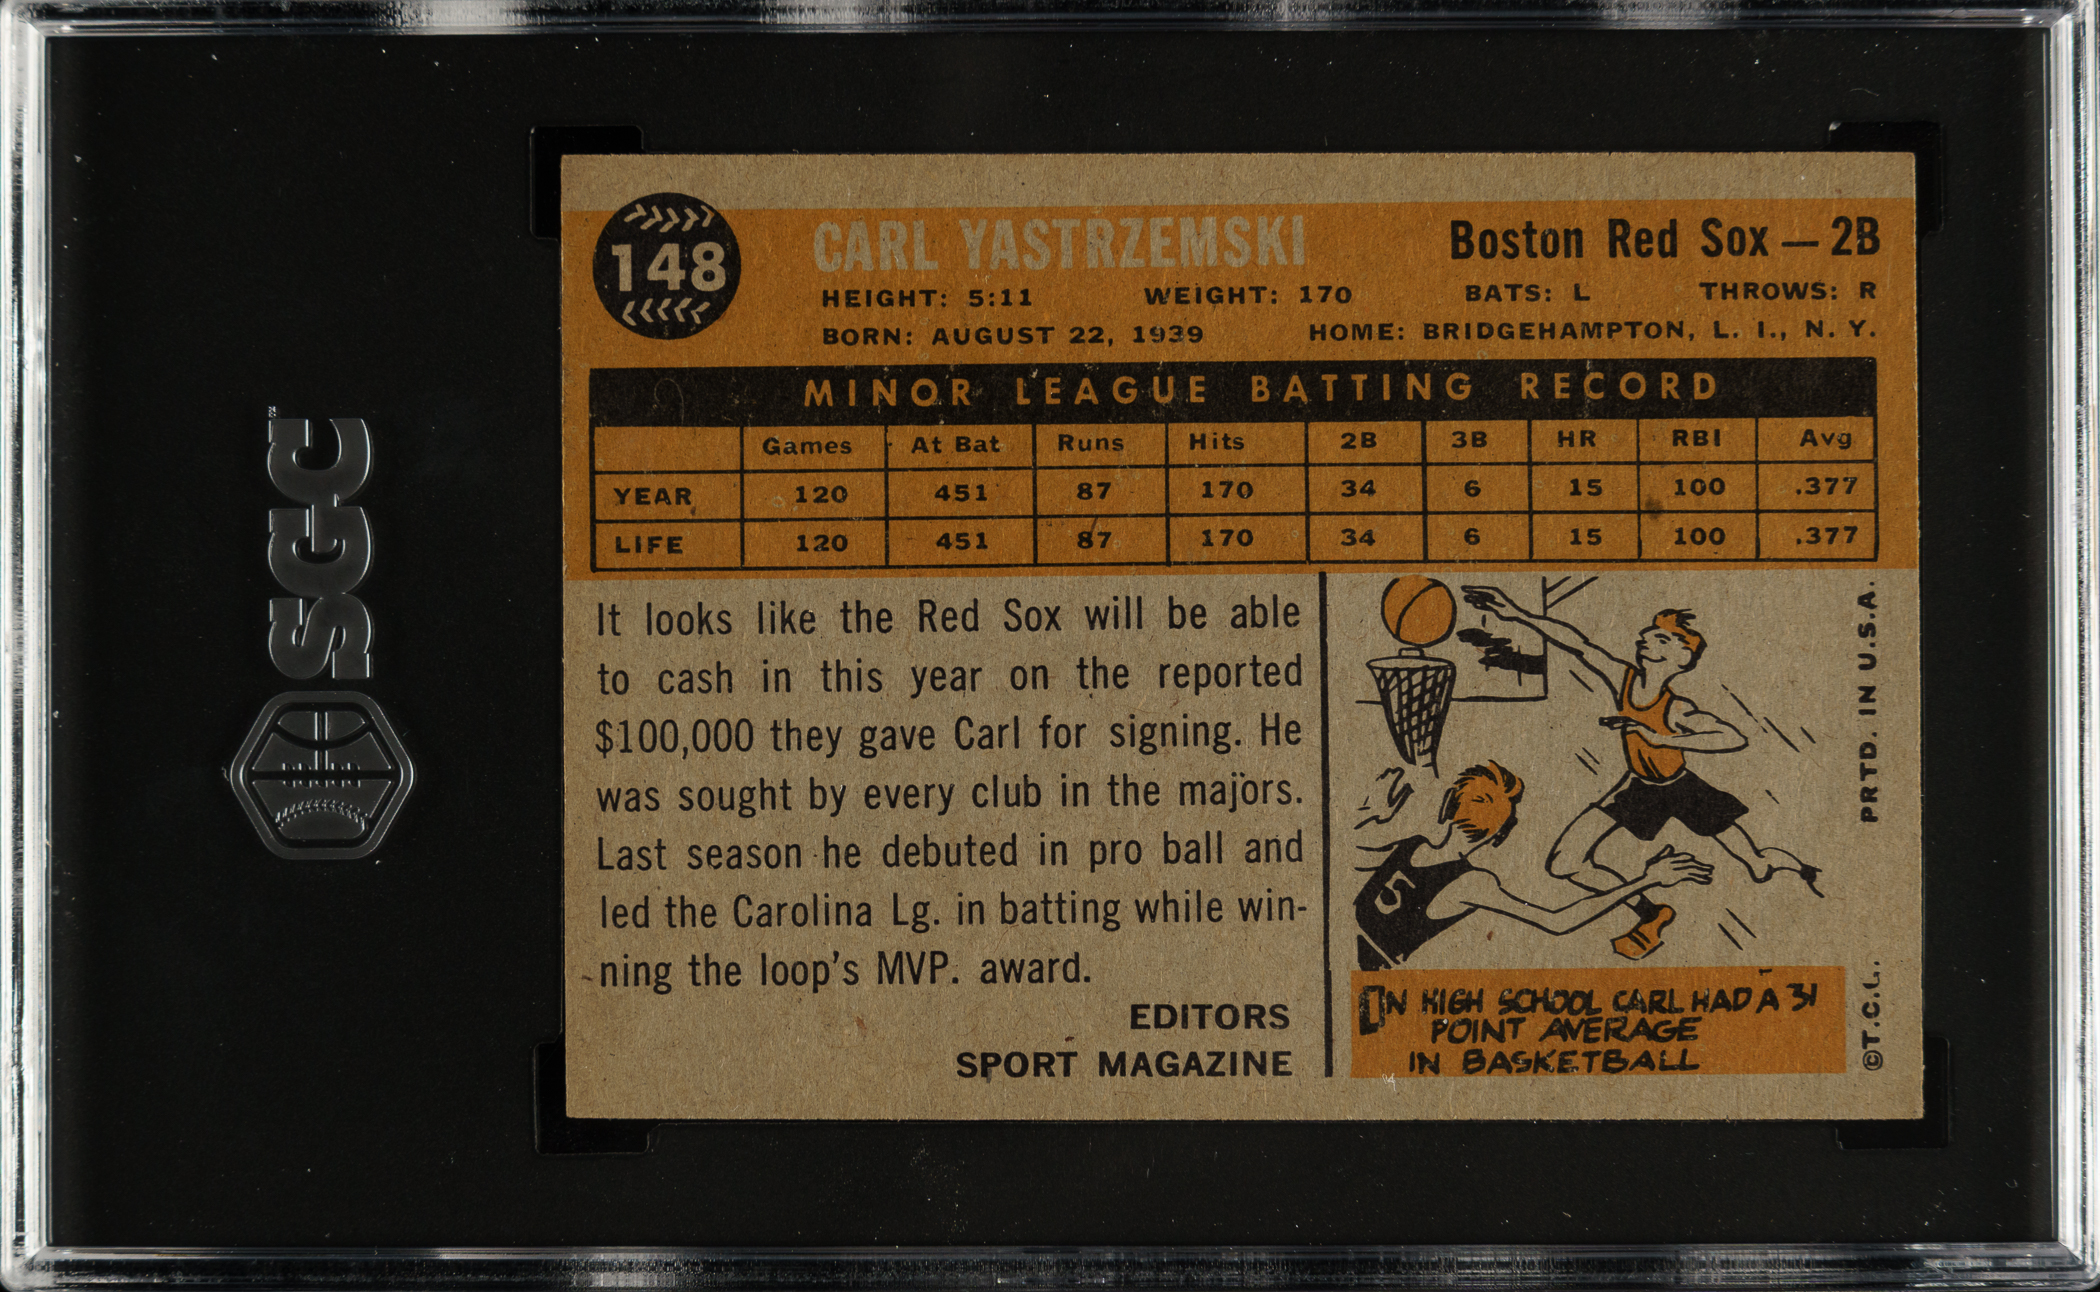 SGC
148
CARL YASTRZEMSKI Boston Red Sox — 2B
HEIGHT: 5:11 WEIGHT: 170 BATS: L THROWS: R
BORN: AUGUST 22, 1939 HOME: BRIDGEHAMPTON, L. I., N. Y.
MINOR LEAGUE BATTING RECORD
Games At Bat Runs Hits 2B 3B HR RBI Avg
YEAR 120 451 87 170 34 6 15 100 .377
LIFE 120 451 87 170 34 6 15 100 .377
It looks like the Red Sox will be able
to cash in this year on the reported
$100,000 they gave Carl for signing. He
was sought by every club in the majors.
Last season he debuted in pro ball and
led the Carolina Lg. in batting while win-
ning the loop's MVP. award.
EDITORS
SPORT MAGAZINE
5
IN HIGH SCHOOL CARL HAD A 31
POINT AVERAGE
IN BASKETBALL
PRTD. IN U.S.A.
©T.C.G.